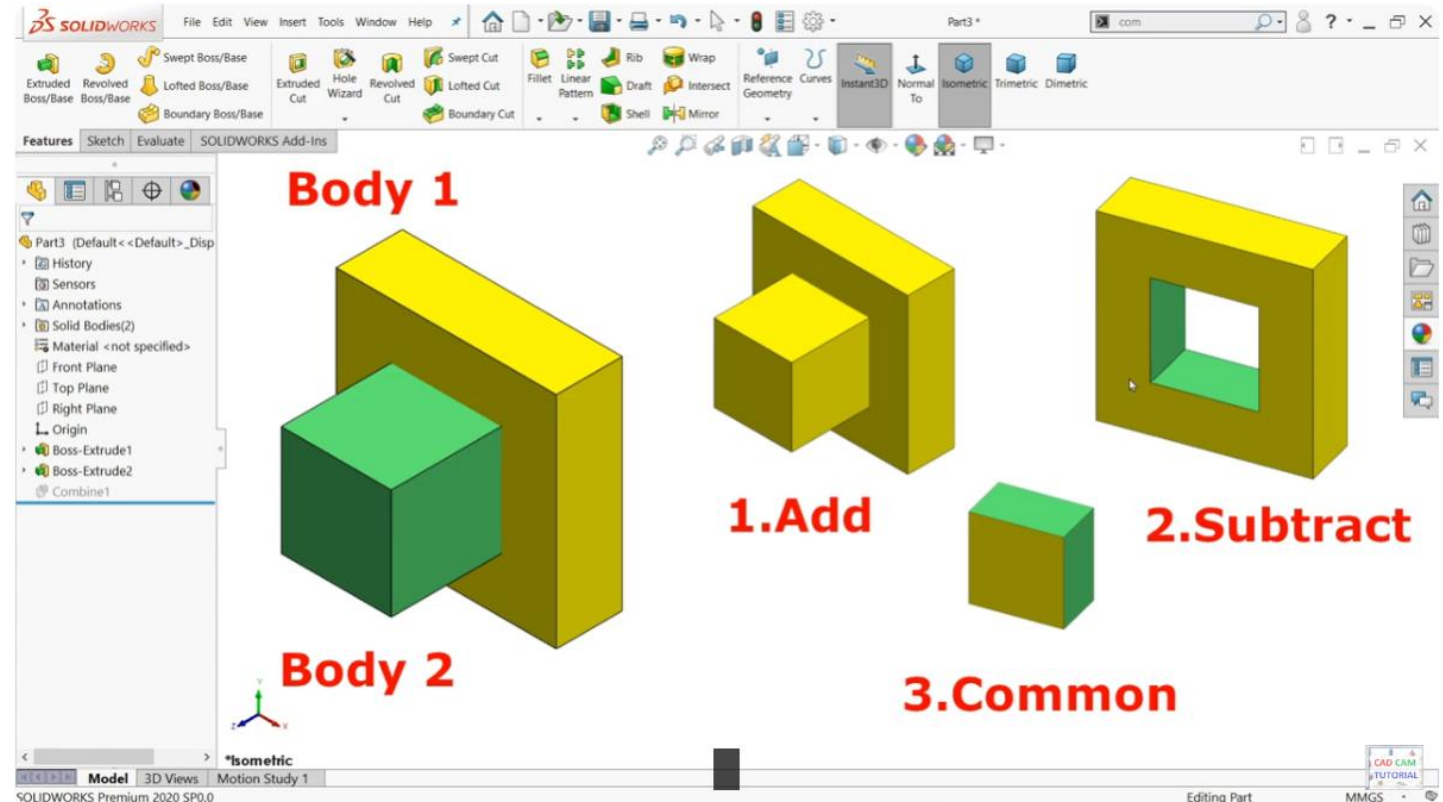 SOLIDWORKS File Edit View Insert Tools Window Help Part3 * com
Extruded Boss/Base
Revolved Boss/Base
Swept Boss/Base
Lofted Boss/Base
Boundary Boss/Base
Extruded Cut
Hole Wizard
Revolved Cut
Swept Cut
Lofted Cut
Boundary Cut
Fillet
Linear Pattern
Rib
Draft
Shell
Wrap
Intersect
Mirror
Reference Geometry
Curves
Instant3D
Normal To
Isometric
Trimetric
Dimetric
Features Sketch Evaluate SOLIDWORKS Add-Ins
Part3 (Default<<Default>_Disp
History
Sensors
Annotations
Solid Bodies(2)
Material <not specified>
Front Plane
Top Plane
Right Plane
Origin
Boss-Extrude1
Boss-Extrude2
Combine1
Body 1
Body 2
1.Add
2.Subtract
3.Common
Y
Z
X
*Isometric
Model 3D Views Motion Study 1
CAD CAM
TUTORIAL
SOLIDWORKS Premium 2020 SP0.0 Editing Part MMGS